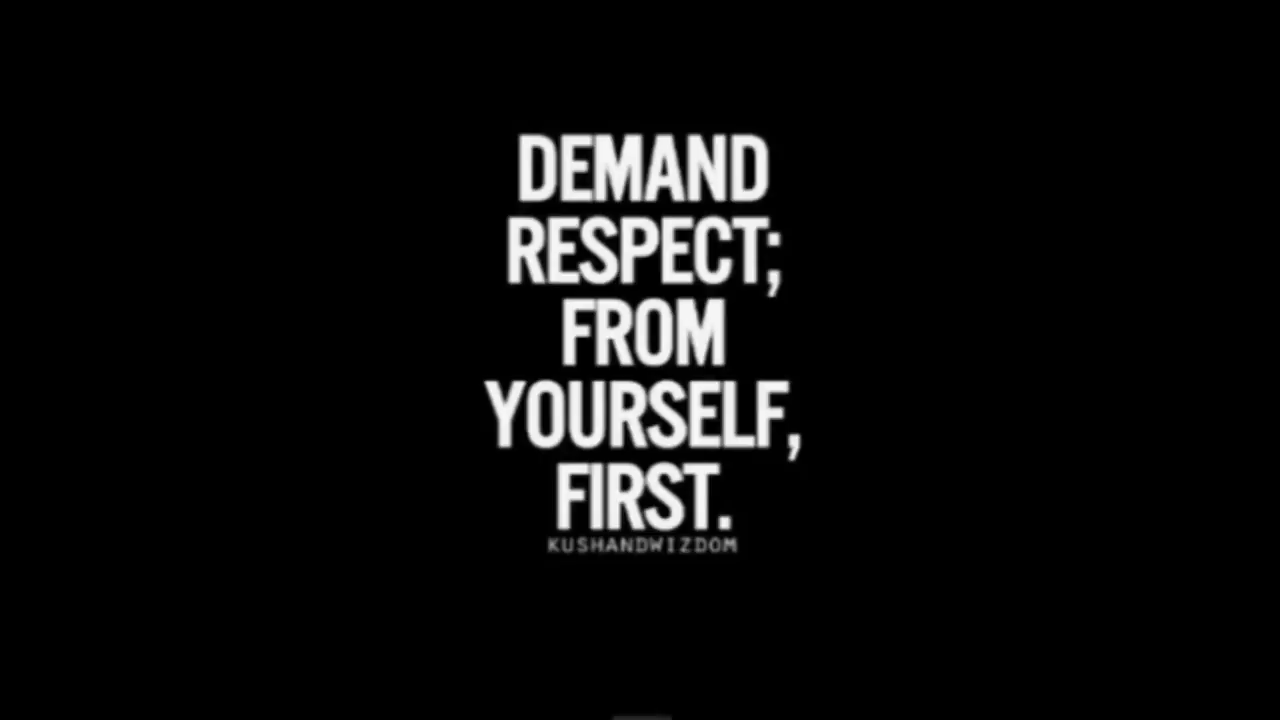 DEMAND
RESPECT;
FROM
YOURSELF,
FIRST.
KUSHANDWIZDOM